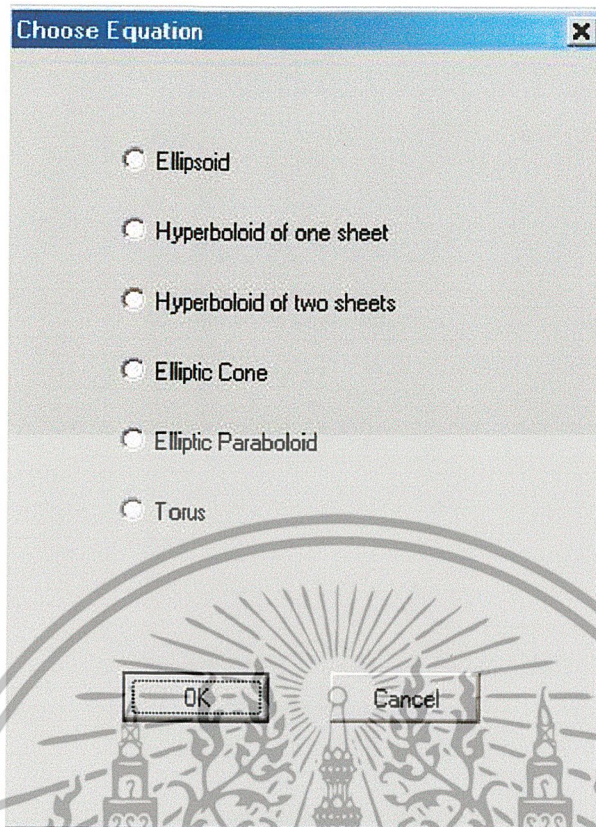 Choose Equation
Ellipsoid
Hyperboloid of one sheet
Hyperboloid of two sheets
Elliptic Cone
Elliptic Paraboloid
Torus
OK
Cancel